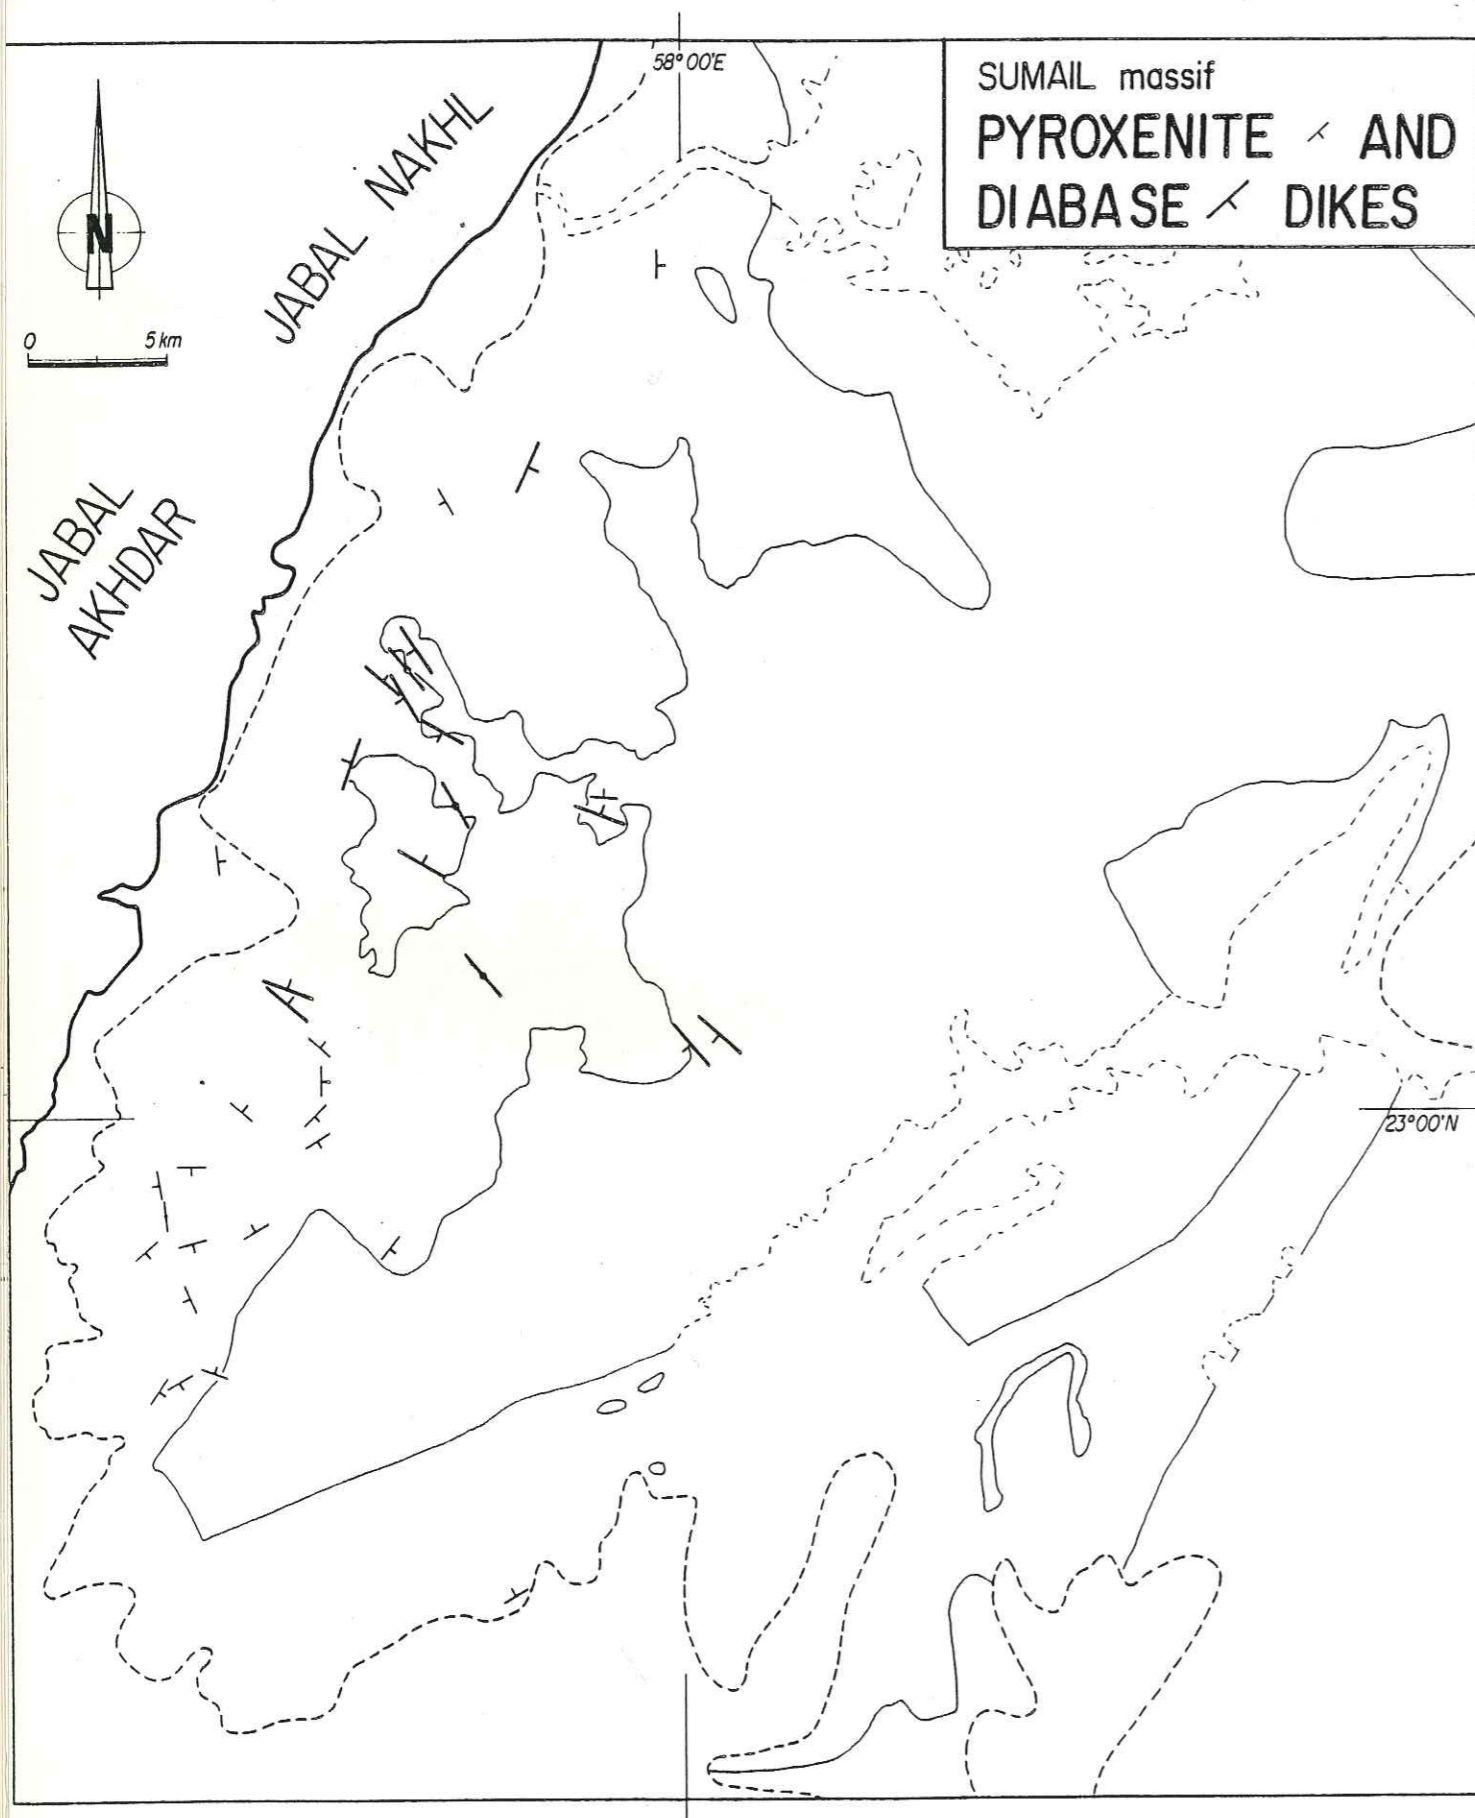 58°00'E
SUMAIL massif
PYROXENITE AND
DIABASE DIKES
JABAL NAKHL
N
0 5 km
JABAL
AKHDAR
23°00'N